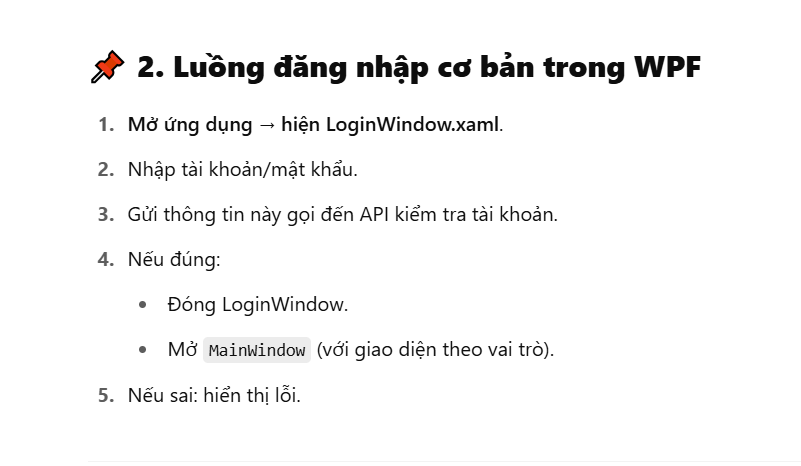 📌 2. Luồng đăng nhập cơ bản trong WPF
1. Mở ứng dụng → hiện LoginWindow.xaml.
2. Nhập tài khoản/mật khẩu.
3. Gửi thông tin này gọi đến API kiểm tra tài khoản.
4. Nếu đúng:
• Đóng LoginWindow.
• Mở MainWindow (với giao diện theo vai trò).
5. Nếu sai: hiển thị lỗi.